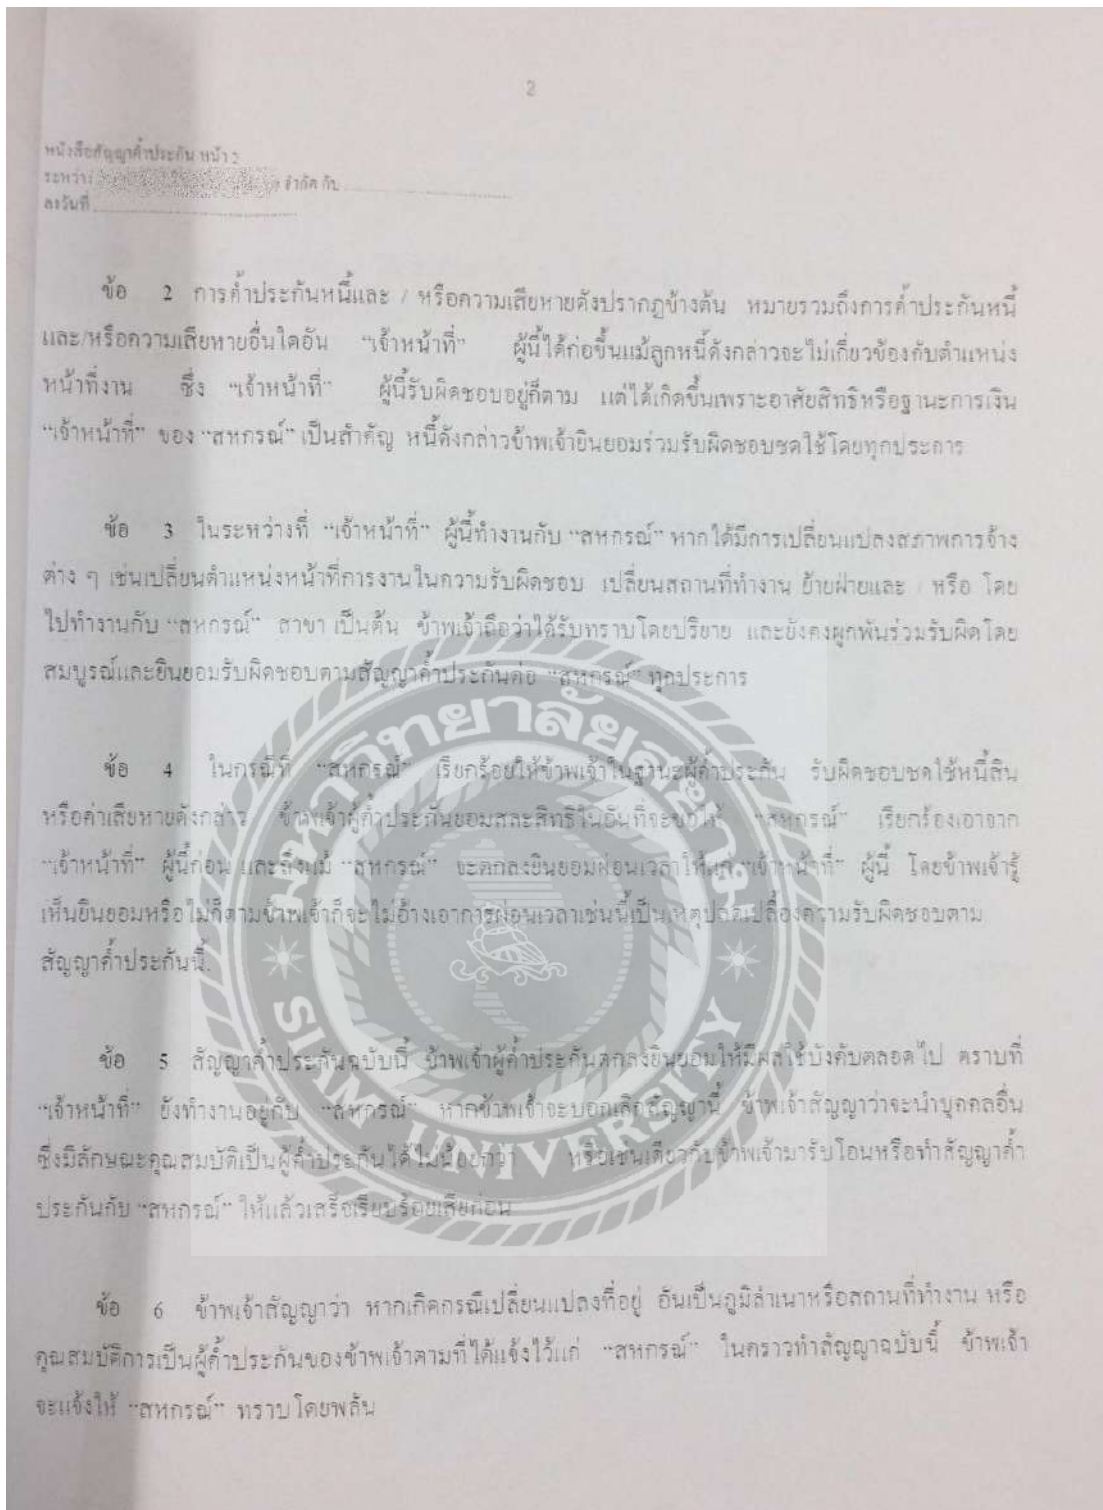 2
หนังสือสัญญาค้ำประกัน หน้า 2
ระหว่าง จำกัด กับ
ลงวันที่
ข้อ 2 การค้ำประกันหนี้และ / หรือความเสียหายดังปรากฏข้างต้น หมายรวมถึงการค้ำประกันหนี้
และ/หรือความเสียหายอื่นใดอัน “เจ้าหน้าที่” ผู้นี้ได้ก่อขึ้นแม้ลูกหนี้ดังกล่าวจะไม่เกี่ยวข้องกับตำแหน่ง
หน้าที่งาน ซึ่ง “เจ้าหน้าที่” ผู้นี้รับผิดชอบอยู่ก็ตาม แต่ได้เกิดขึ้นเพราะอาศัยสิทธิหรือฐานะการเงิน
“เจ้าหน้าที่” ของ “สหกรณ์” เป็นสำคัญ หนี้ดังกล่าวข้าพเจ้ายินยอมร่วมรับผิดชอบชดใช้โดยทุกประการ
ข้อ 3 ในระหว่างที่ “เจ้าหน้าที่” ผู้นี้ทำงานกับ “สหกรณ์” หากได้มีการเปลี่ยนแปลงสภาพการจ้าง
ต่าง ๆ เช่นเปลี่ยนตำแหน่งหน้าที่การงานในความรับผิดชอบ เปลี่ยนสถานที่ทำงาน ย้ายฝ่ายและ / หรือ โดย
ไปทำงานกับ “สหกรณ์” สาขา เป็นต้น ข้าพเจ้าถือว่าได้รับทราบโดยปริยาย และยังคงผูกพันร่วมรับผิดโดย
สมบูรณ์และยินยอมรับผิดชอบตามสัญญาค้ำประกันต่อ “สหกรณ์” ทุกประการ
ข้อ 4 ในกรณีที่ “สหกรณ์” เรียกร้อยให้ข้าพเจ้าในฐานะผู้ค้ำประกัน รับผิดชอบชดใช้หนี้สิน
หรือค่าเสียหายดังกล่าว ข้าพเจ้าผู้ค้ำประกันยอมสละสิทธิในอันที่จะขอให้ “สหกรณ์” เรียกร้องเอาจาก
“เจ้าหน้าที่” ผู้นี้ก่อน และถึงแม้ “สหกรณ์” จะตกลงยินยอมผ่อนเวลาให้แก่ “เจ้าหน้าที่” ผู้นี้ โดยข้าพเจ้ารู้
เห็นยินยอมหรือไม่ก็ตามข้าพเจ้าก็จะไม่อ้างเอาการผ่อนเวลาเช่นนี้เป็นเหตุปลดเปลื้องความรับผิดชอบตาม
สัญญาค้ำประกันนี้.
ข้อ 5 สัญญาค้ำประกันฉบับนี้ ข้าพเจ้าผู้ค้ำประกันตกลงยินยอมให้มีผลใช้บังคับตลอดไป ตราบที่
“เจ้าหน้าที่” ยังทำงานอยู่กับ “สหกรณ์” หากข้าพเจ้าจะบอกเลิกสัญญานี้ ข้าพเจ้าสัญญาว่าจะนำบุคคลอื่น
ซึ่งมีลักษณะคุณสมบัติเป็นผู้ค้ำประกันได้ไม่น้อยกว่า หรือเช่นเดียวกับข้าพเจ้ามารับโอนหรือทำสัญญาค้ำ
ประกันกับ “สหกรณ์” ให้แล้วเสร็จเรียบร้อยเสียก่อน
ข้อ 6 ข้าพเจ้าสัญญาว่า หากเกิดกรณีเปลี่ยนแปลงที่อยู่ อันเป็นภูมิลำเนาหรือสถานที่ทำงาน หรือ
คุณสมบัติการเป็นผู้ค้ำประกันของข้าพเจ้าตามที่ได้แจ้งไว้แก่ “สหกรณ์” ในคราวทำสัญญาฉบับนี้ ข้าพเจ้า
จะแจ้งให้ “สหกรณ์” ทราบโดยพลัน
มหาวิทยาลัยสยาม
SIAM UNIVERSITY